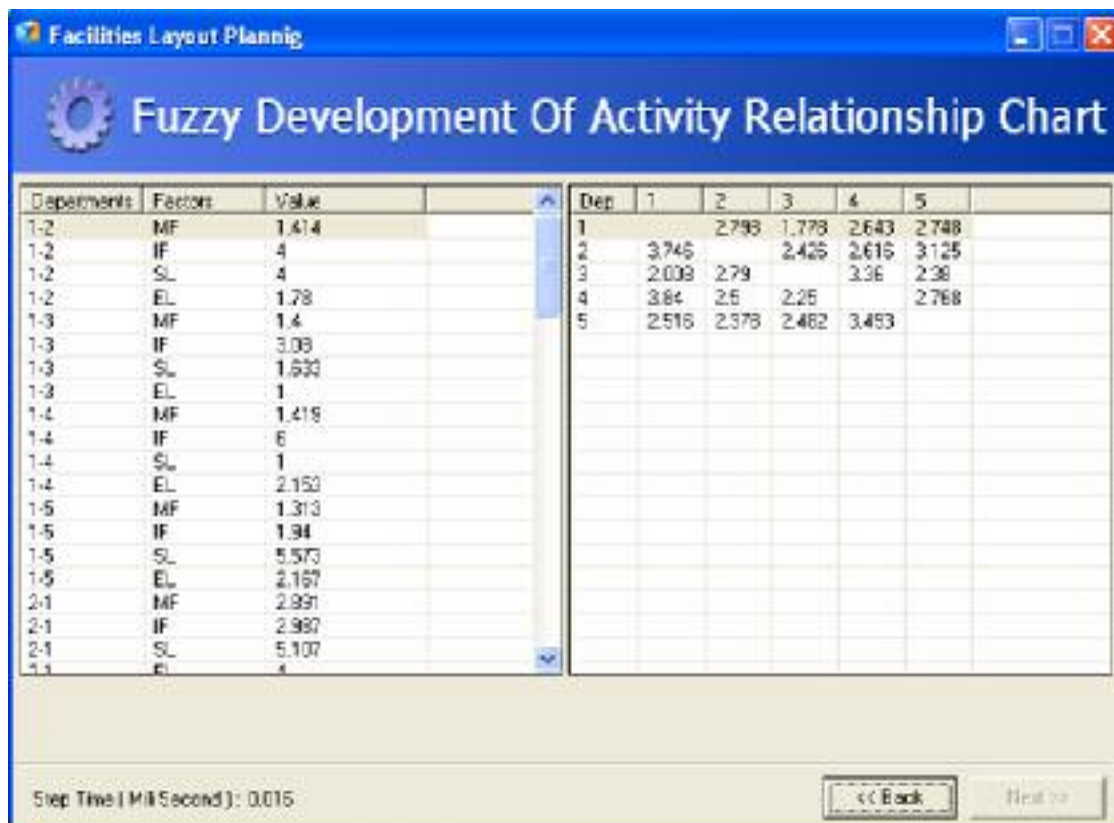 Facilities Layout Plannig
Fuzzy Development Of Activity Relationship Chart
Departments Factors Value
1-2 MF 1.414
1-2 IF 4
1-2 SL 4
1-2 EL 1.78
1-3 MF 1.4
1-3 IF 3.08
1-3 SL 1.633
1-3 EL 1
1-4 MF 1.419
1-4 IF 6
1-4 SL 1
1-4 EL 2.153
1-5 MF 1.313
1-5 IF 1.94
1-5 SL 5.573
1-5 EL 2.167
2-1 MF 2.891
2-1 IF 2.987
2-1 SL 5.107
2-1 EL 4
Dep 1 2 3 4 5
1 2.798 1.778 2.643 2.748
2 3.746 2.426 2.616 3.125
3 2.008 2.79 3.36 2.38
4 3.84 2.5 2.25 2.768
5 2.516 2.378 2.482 3.493
Step Time ( Mili Second ) : 0.016
<< Back
Next >>